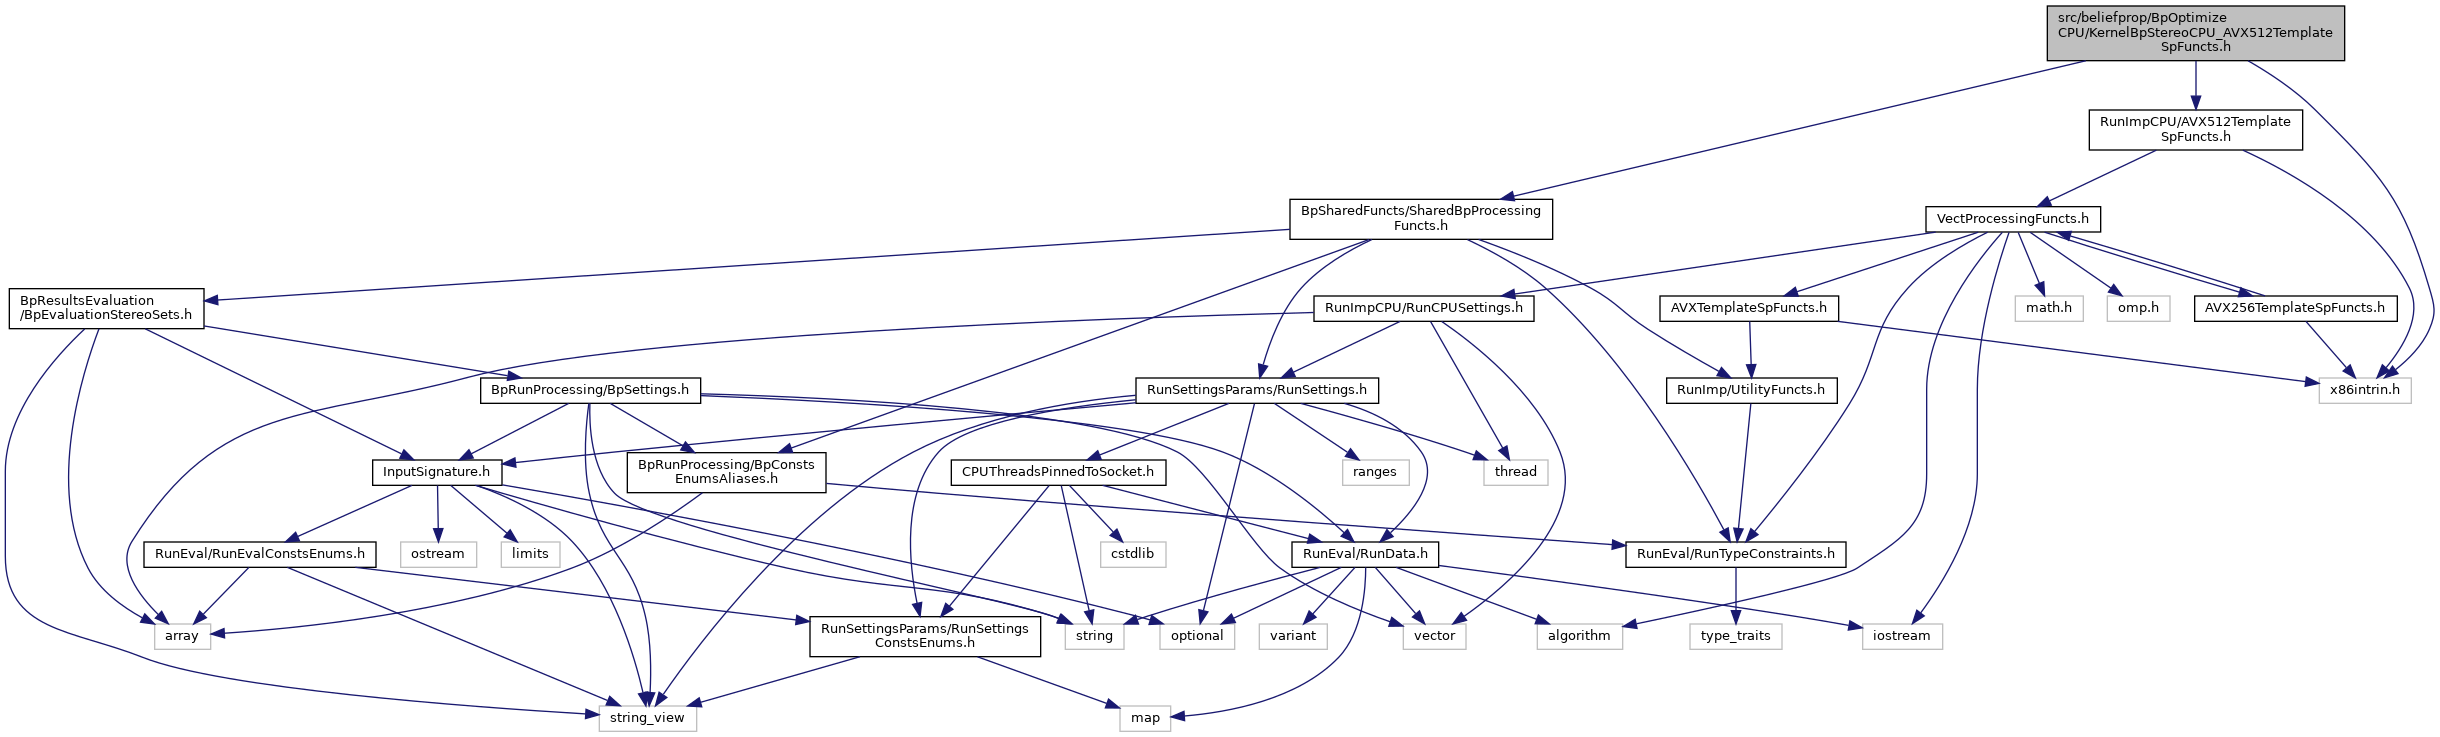 src/beliefprop/BpOptimize
CPU/KernelBpStereoCPU_AVX512Template
SpFuncts.h
RunImpCPU/AVX512Template
SpFuncts.h
BpSharedFuncts/SharedBpProcessing
Functs.h
VectProcessingFuncts.h
BpResultsEvaluation
/BpEvaluationStereoSets.h
RunImpCPU/RunCPUSettings.h
AVXTemplateSpFuncts.h
math.h
omp.h
AVX256TemplateSpFuncts.h
BpRunProcessing/BpSettings.h
RunSettingsParams/RunSettings.h
RunImp/UtilityFuncts.h
x86intrin.h
InputSignature.h
BpRunProcessing/BpConsts
EnumsAliases.h
CPUThreadsPinnedToSocket.h
ranges
thread
RunEval/RunEvalConstsEnums.h
ostream
limits
cstdlib
RunEval/RunData.h
RunEval/RunTypeConstraints.h
array
RunSettingsParams/RunSettings
ConstsEnums.h
string
optional
variant
vector
algorithm
type_traits
iostream
string_view
map